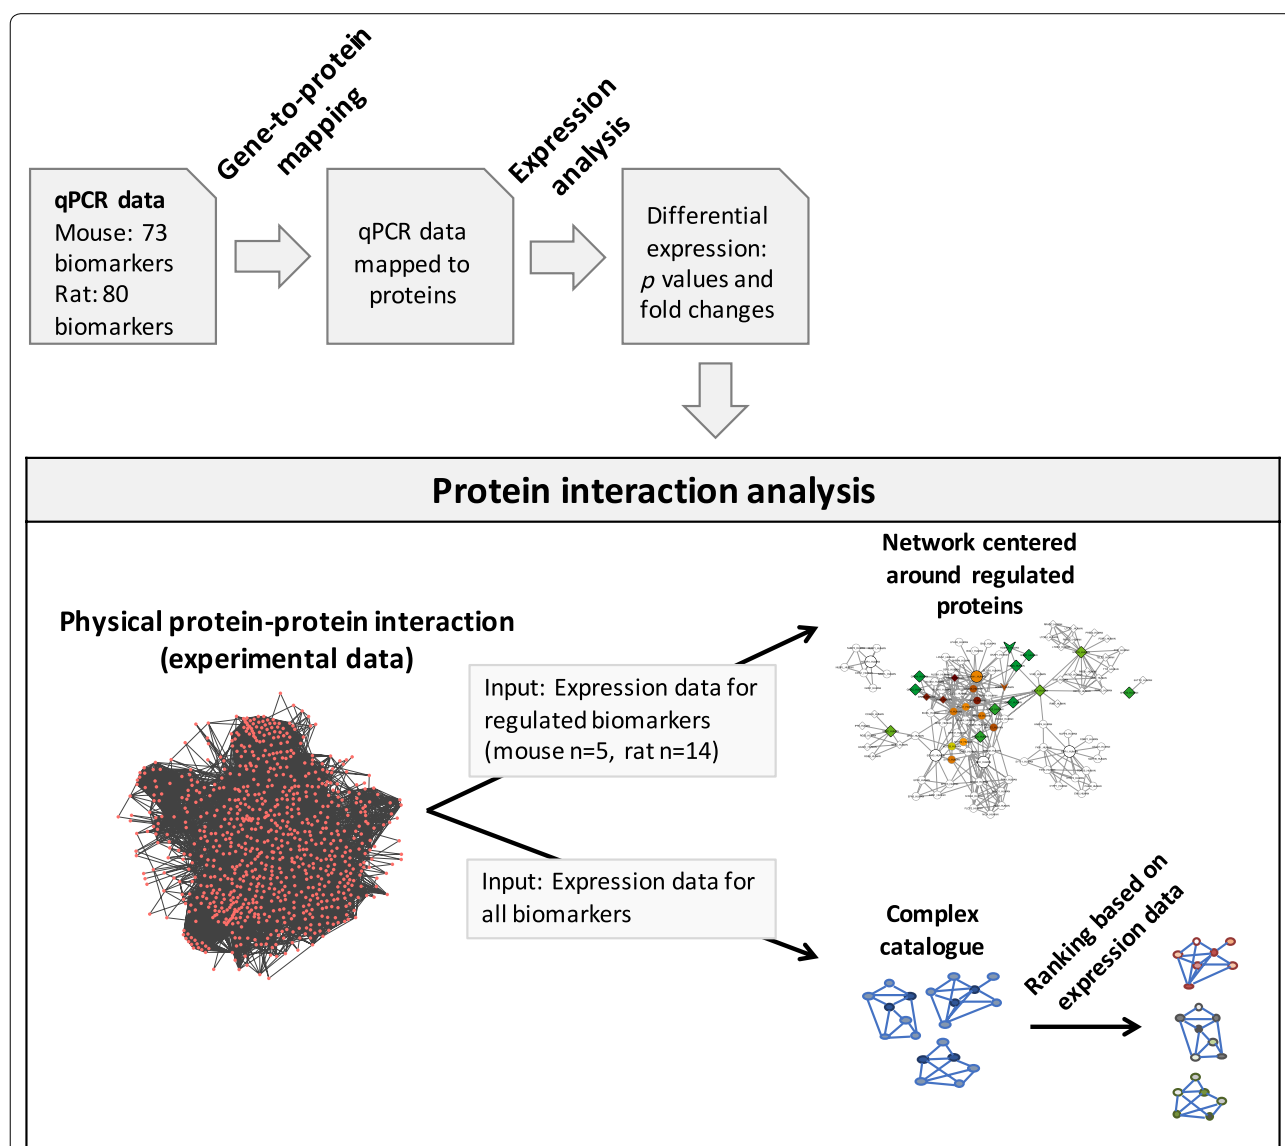 Gene-to-protein
mapping
Expression
analysis
qPCR data
Mouse: 73
biomarkers
Rat: 80
biomarkers
qPCR data
mapped to
proteins
Differential
expression:
p values and
fold changes
Protein interaction analysis
Network centered
around regulated
proteins
Physical protein-protein interaction
(experimental data)
Input: Expression data for
regulated biomarkers
(mouse n=5, rat n=14)
Input: Expression data for
all biomarkers
Complex
catalogue
Ranking based on
expression data